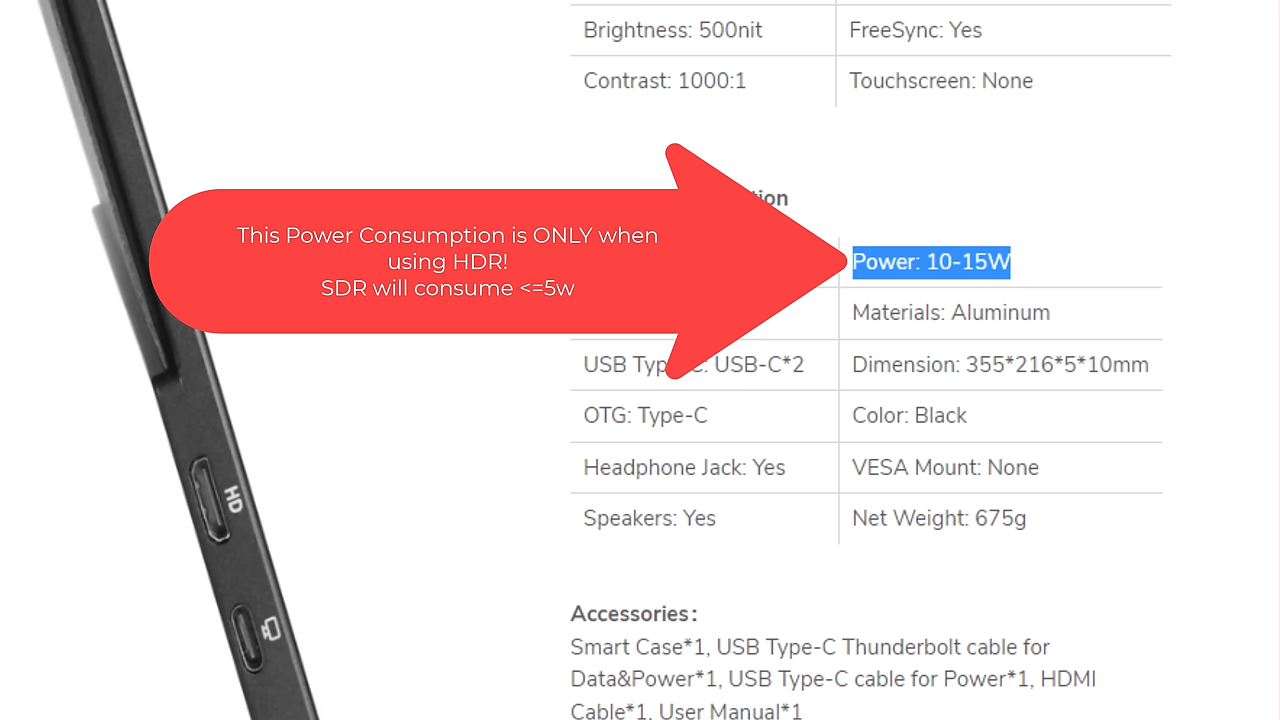 Brightness: 500nit
FreeSync: Yes
Contrast: 1000:1
Touchscreen: None
This Power Consumption is ONLY when
using HDR!
SDR will consume <=5w
Power: 10-15W
Materials: Aluminum
USB C: USB-C*2
Dimension: 355*216*5*10mm
OTG: Type-C
Color: Black
Headphone Jack: Yes
VESA Mount: None
Speakers: Yes
Net Weight: 675g
HD
Accessories:
Smart Case*1, USB Type-C Thunderbolt cable for
Data&Power*1, USB Type-C cable for Power*1, HDMI
Cable*1, User Manual*1